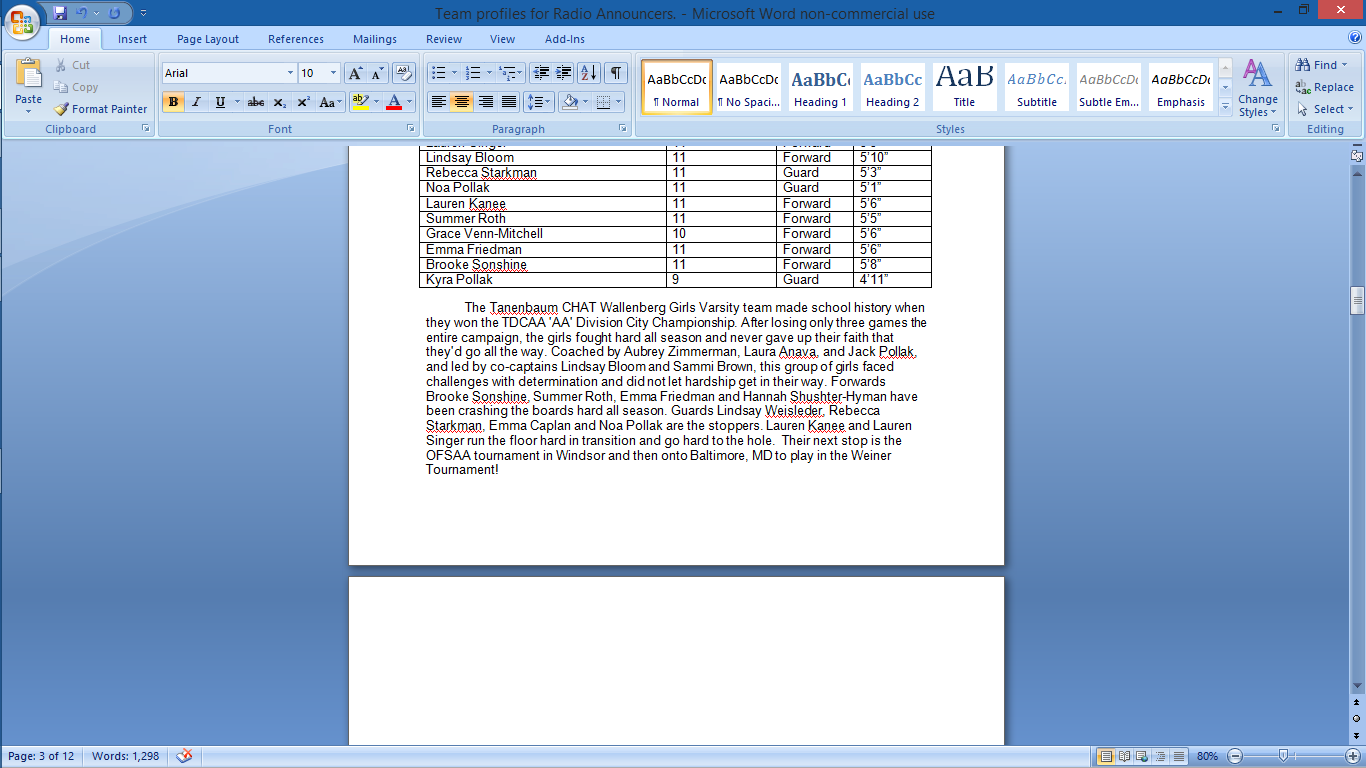 Team profiles for Radio Announcers. - Microsoft Word non-commercial use
Home Insert Page Layout References Mailings Review View Add-Ins
Paste
Cut
Copy
Format Painter
Clipboard
Arial 10
B I U abc X₂ X² Aa
Font
Paragraph
AaBbCcDc AaBbCcDc AaBbC AaBbCc AaB AaBbCc. AaBbCcDc AaBbCcDc
¶ Normal ¶ No Spaci... Heading 1 Heading 2 Title Subtitle Subtle Em... Emphasis
Change Styles
Styles
Find
Replace
Select
Editing
Lauren Singer
Lindsay Bloom 11 Forward 5'10”
Rebecca Starkman 11 Guard 5'3”
Noa Pollak 11 Guard 5'1”
Lauren Kanee 11 Forward 5'6”
Summer Roth 11 Forward 5'5”
Grace Venn-Mitchell 10 Forward 5'6”
Emma Friedman 11 Forward 5'6”
Brooke Sonshine 11 Forward 5'8”
Kyra Pollak 9 Guard 4'11”
The Tanenbaum CHAT Wallenberg Girls Varsity team made school history when
they won the TDCAA 'AA' Division City Championship. After losing only three games the
entire campaign, the girls fought hard all season and never gave up their faith that
they'd go all the way. Coached by Aubrey Zimmerman, Laura Anava, and Jack Pollak,
and led by co-captains Lindsay Bloom and Sammi Brown, this group of girls faced
challenges with determination and did not let hardship get in their way. Forwards
Brooke Sonshine, Summer Roth, Emma Friedman and Hannah Shushter-Hyman have
been crashing the boards hard all season. Guards Lindsay Weisleder, Rebecca
Starkman, Emma Caplan and Noa Pollak are the stoppers. Lauren Kanee and Lauren
Singer run the floor hard in transition and go hard to the hole. Their next stop is the
OFSAA tournament in Windsor and then onto Baltimore, MD to play in the Weiner
Tournament!
Page: 3 of 12 Words: 1,298 80%